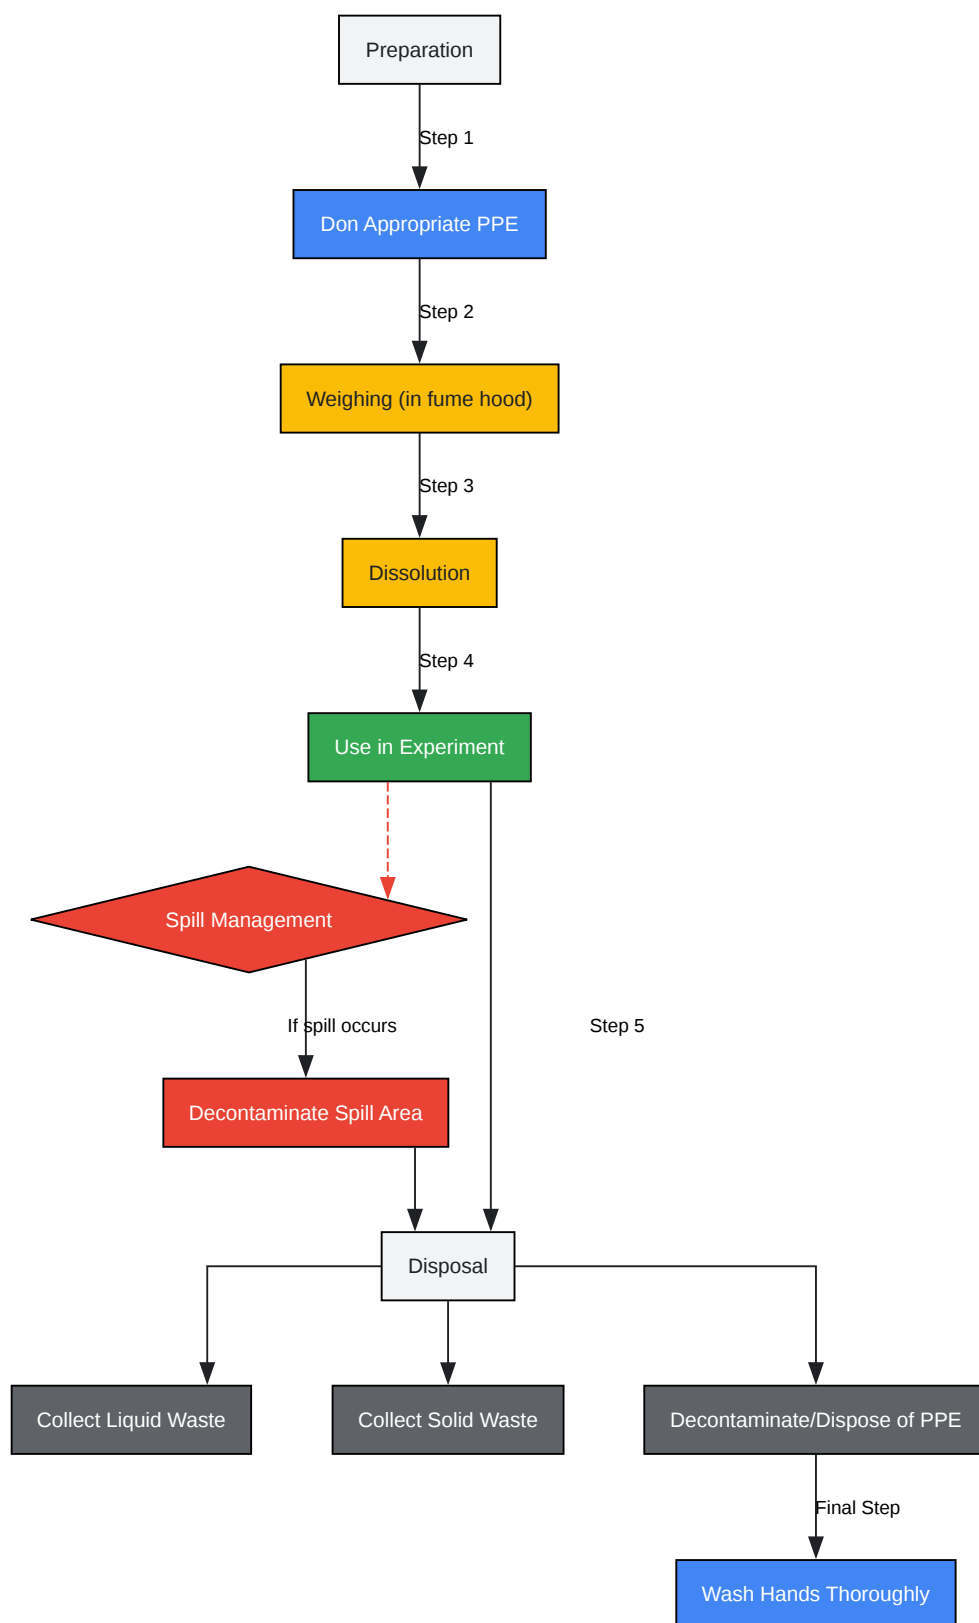 Preparation
Step 1
Don Appropriate PPE
Step 2
Weighing (in fume hood)
Step 3
Dissolution
Step 4
Use in Experiment
Spill Management
If spill occurs
Step 5
Decontaminate Spill Area
Disposal
Collect Liquid Waste
Collect Solid Waste
Decontaminate/Dispose of PPE
Final Step
Wash Hands Thoroughly